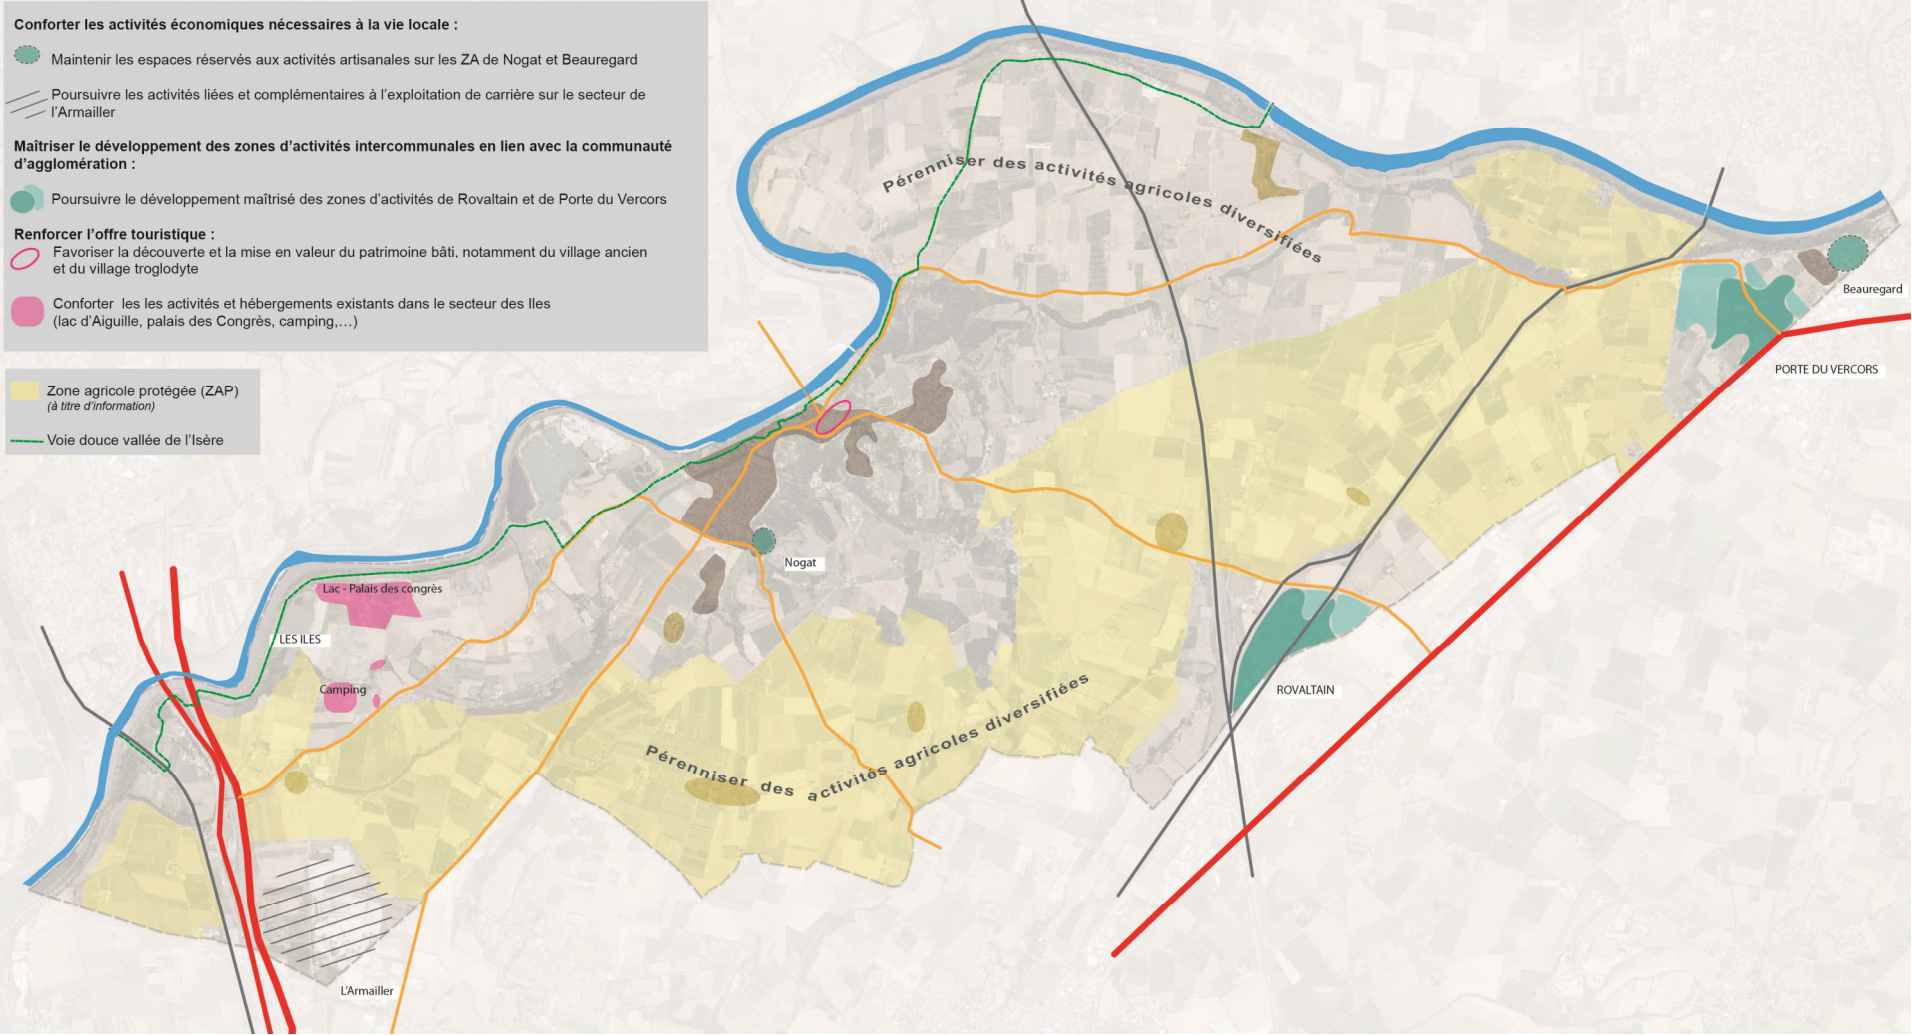 Conforter les activités économiques nécessaires à la vie locale :
Maintenir les espaces réservés aux activités artisanales sur les ZA de Nogat et Beauregard
Poursuivre les activités liées et complémentaires à l'exploitation de carrière sur le secteur de
l'Armailler
Maîtriser le développement des zones d'activités intercommunales en lien avec la communauté
d'agglomération :
Poursuivre le développement maîtrisé des zones d'activités de Rovaltain et de Porte du Vercors
Renforcer l'offre touristique :
Favoriser la découverte et la mise en valeur du patrimoine bâti, notamment du village ancien
et du village troglodyte
Conforter les les activités et hébergements existants dans le secteur des Iles
(lac d'Aiguille, palais des Congrès, camping,...)
Zone agricole protégée (ZAP)
(à titre d'information)
Voie douce vallée de l'Isère
Pérenniser des activités agricoles diversifiées
Beauregard
PORTE DU VERCORS
Nogat
Lac - Palais des congrès
LES ILES
Camping
ROVALTAIN
Pérenniser des activités agricoles diversifiées
L'Armailler